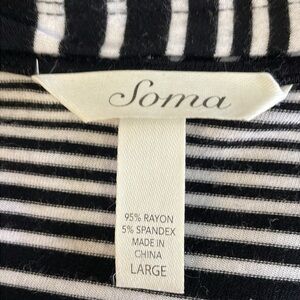 Soma
95% RAYON
5% SPANDEX
MADE IN
CHINA
LARGE